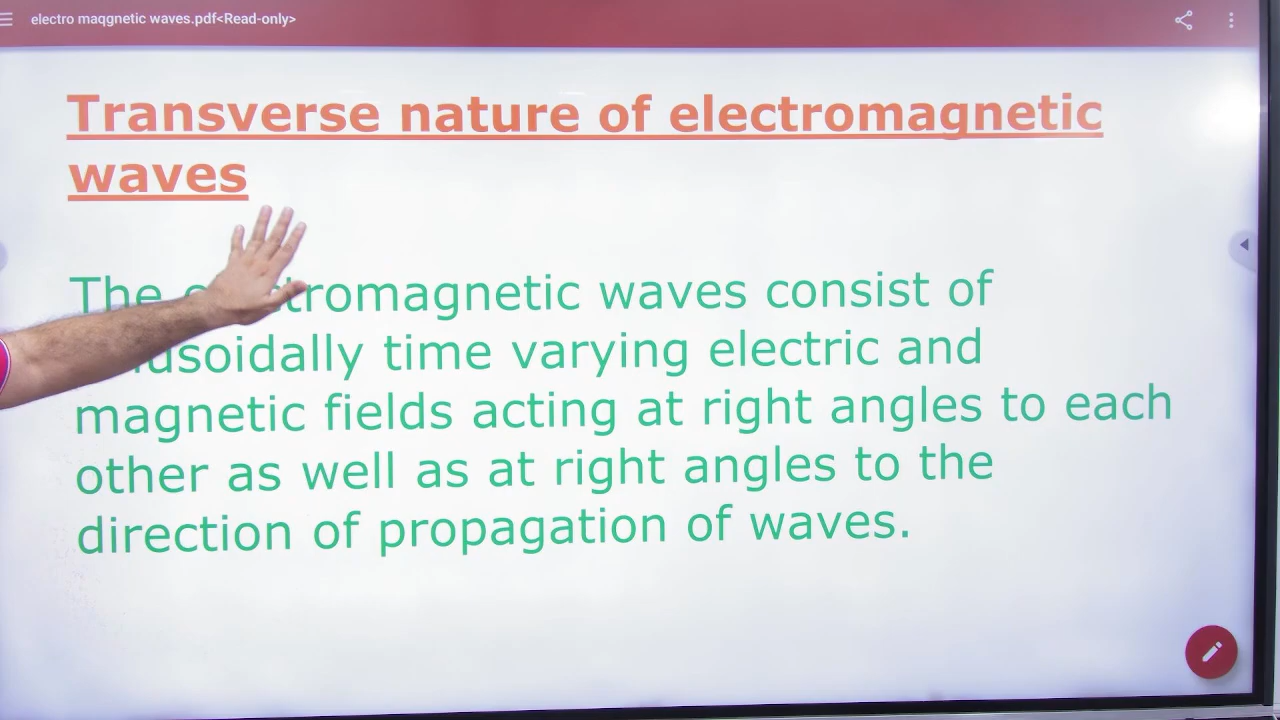 electro maqgnetic waves.pdf<Read-only>
Transverse nature of electromagnetic
waves
The electromagnetic waves consist of
time varying electric and
magnetic fields acting at right angles to each
other as well as at right angles to the
direction of propagation of waves.